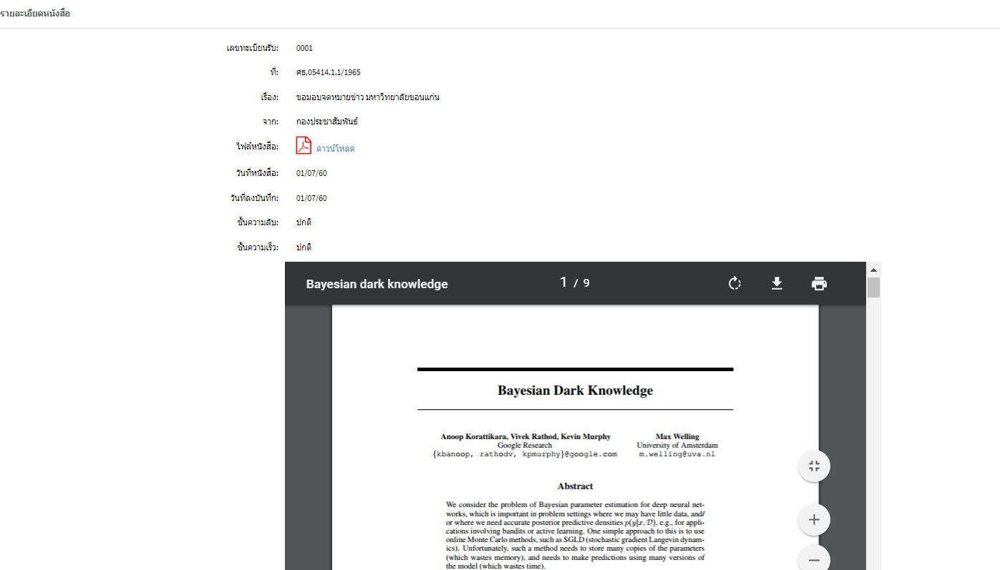 รายละเอียดหนังสือ
เลขทะเบียนรับ: 0001
ที่: ศธ.05414.1.1/1965
เรื่อง: ขอมอบจดหมายข่าว มหาวิทยาลัยขอนแก่น
จาก: กองประชาสัมพันธ์
ไฟล์หนังสือ: ดาวน์โหลด
วันที่หนังสือ: 01/07/60
วันที่ลงบันทึก: 01/07/60
ชั้นความลับ: ปกติ
ชั้นความเร็ว: ปกติ
Bayesian dark knowledge 1 / 9
Bayesian Dark Knowledge
Anoop Korattikara, Vivek Rathod, Kevin Murphy
Google Research
{kbanoop, rathodv, kpmurphy}@google.com
Max Welling
University of Amsterdam
m.welling@uva.nl
Abstract
We consider the problem of Bayesian parameter estimation for deep neural net-
works, which is important in problem settings where we may have little data, and/
or where we need accurate posterior predictive densities p(y|x, D), e.g., for appli-
cations involving bandits or active learning. One simple approach to this is to use
online Monte Carlo methods, such as SGLD (stochastic gradient Langevin dynam-
ics). Unfortunately, such a method needs to store many copies of the parameters
(which wastes memory), and needs to make predictions using many versions of
the model (which wastes time).